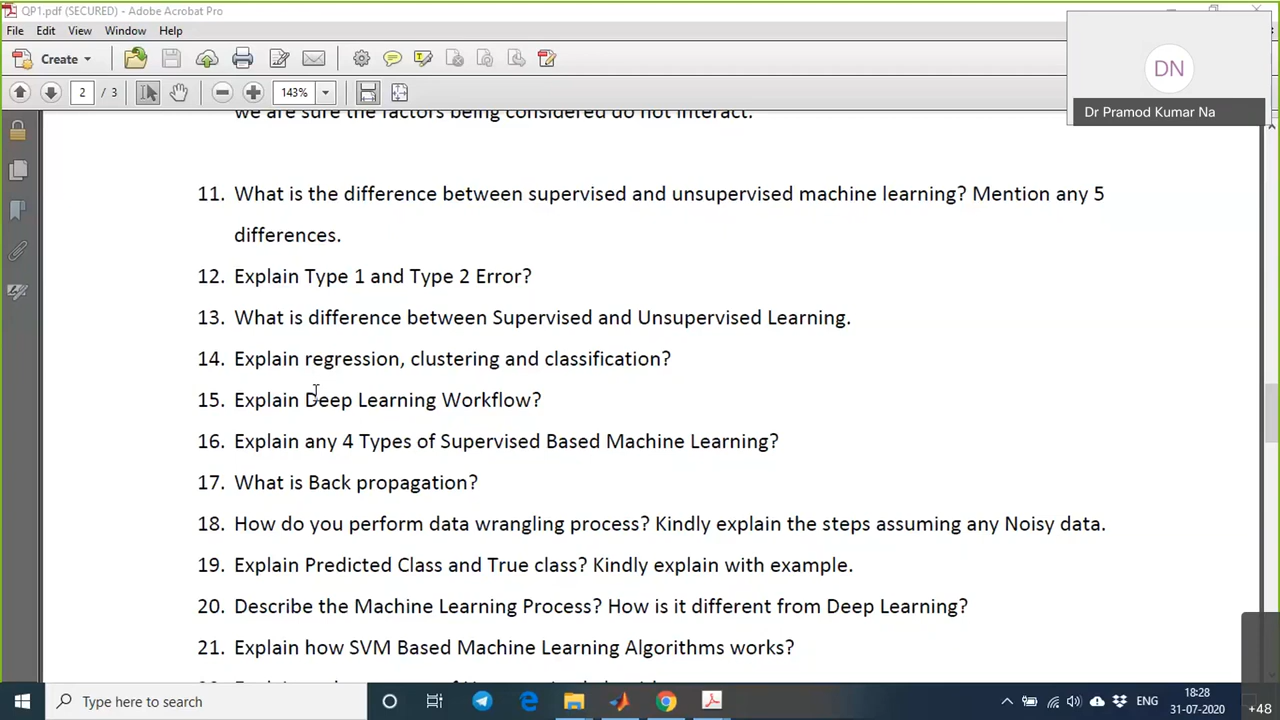 QP1.pdf (SECURED) - Adobe Acrobat Pro
File Edit View Window Help
Create
2 / 3 143%
DN
Dr Pramod Kumar Na
we are sure the factors being considered do not interact.
11. What is the difference between supervised and unsupervised machine learning? Mention any 5
differences.
12. Explain Type 1 and Type 2 Error?
13. What is difference between Supervised and Unsupervised Learning.
14. Explain regression, clustering and classification?
15. Explain Deep Learning Workflow?
16. Explain any 4 Types of Supervised Based Machine Learning?
17. What is Back propagation?
18. How do you perform data wrangling process? Kindly explain the steps assuming any Noisy data.
19. Explain Predicted Class and True class? Kindly explain with example.
20. Describe the Machine Learning Process? How is it different from Deep Learning?
21. Explain how SVM Based Machine Learning Algorithms works?
Type here to search
ENG
18:28
31-07-2020
+48